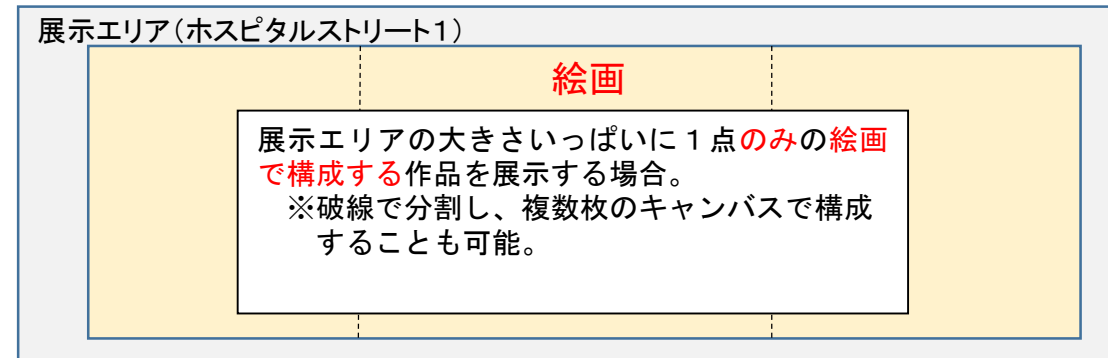 展示エリア(ホスピタルストリート1)
絵画
展示エリアの大きさいっぱいに1点のみの絵画
で構成する作品を展示する場合。
※破線で分割し、複数枚のキャンバスで構成
することも可能。